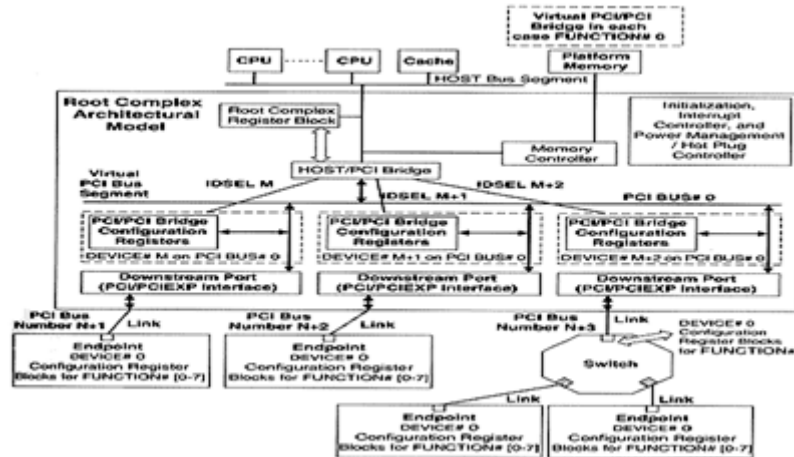 Virtual PCI/PCI
Bridge in each
case FUNCTION# 0
CPU
CPU
Cache
Platform
Memory
HOST Bus Segment
Root Complex
Architectural
Model
Root Complex
Register Block
Initialization,
Interrupt
Controller, and
Power Management
/ Hot Plug
Controller
Memory
Controller
HOST/PCI Bridge
Virtual
PCI Bus
Segment
IDSEL M
IDSEL M+1
IDSEL M+2
PCI BUS# 0
PCI/PCI Bridge
Configuration
Registers
DEVICE# M on PCI BUS# 0
PCI/PCI Bridge
Configuration
Registers
DEVICE# M+1 on PCI BUS# 0
PCI/PCI Bridge
Configuration
Registers
DEVICE# M+2 on PCI BUS# 0
Downstream Port
(PCI/PCIEXP Interface)
Downstream Port
(PCI/PCIEXP Interface)
Downstream Port
(PCI/PCIEXP Interface)
PCI Bus
Number N+1
Link
PCI Bus
Number N+2
Link
PCI Bus
Number N+3
Link
DEVICE# 0
Configuration
Register Blocks
for FUNCTION#
Endpoint
DEVICE# 0
Configuration Register
Blocks for FUNCTION# [0-7]
Endpoint
DEVICE# 0
Configuration Register
Blocks for FUNCTION# [0-7]
Switch
Link
Link
Endpoint
DEVICE# 0
Configuration Register
Blocks for FUNCTION# [0-7]
Endpoint
DEVICE# 0
Configuration Register
Blocks for FUNCTION# [0-7]